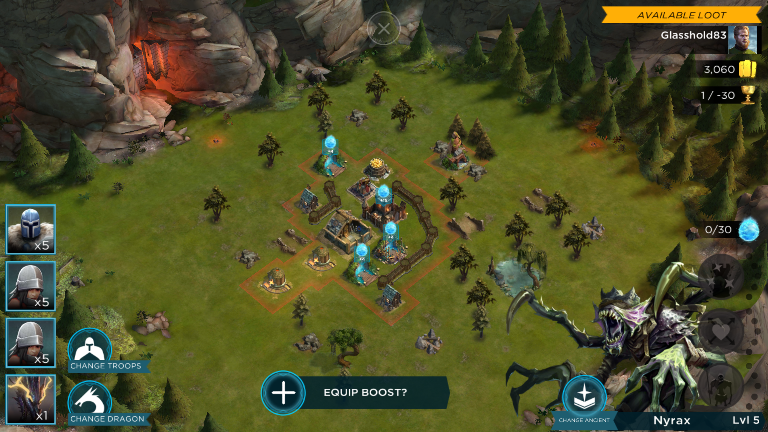 AVAILABLE LOOT
Glasshold83
3,060
1 / -30
0/30
x5
x5
x5
CHANGE TROOPS
x1
CHANGE DRAGON
EQUIP BOOST?
CHANGE ANCIENT
Nyrax
Lvl 5